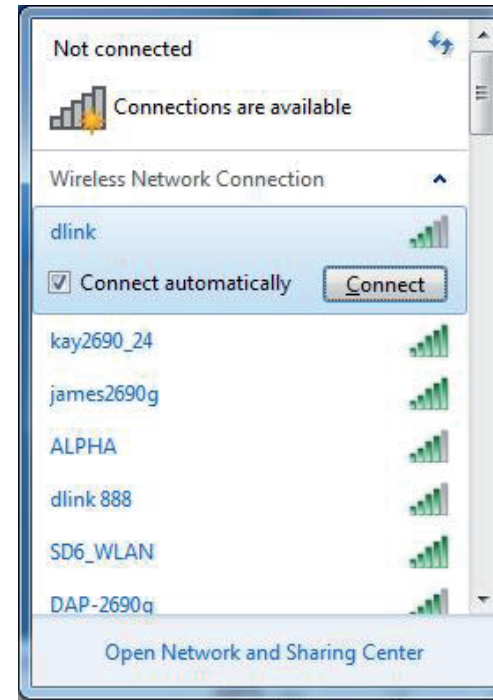 Not connected
Connections are available
Wireless Network Connection
dlink
Connect automatically Connect
kay2690_24
james2690g
ALPHA
dlink 888
SD6_WLAN
DAP-2690g
Open Network and Sharing Center